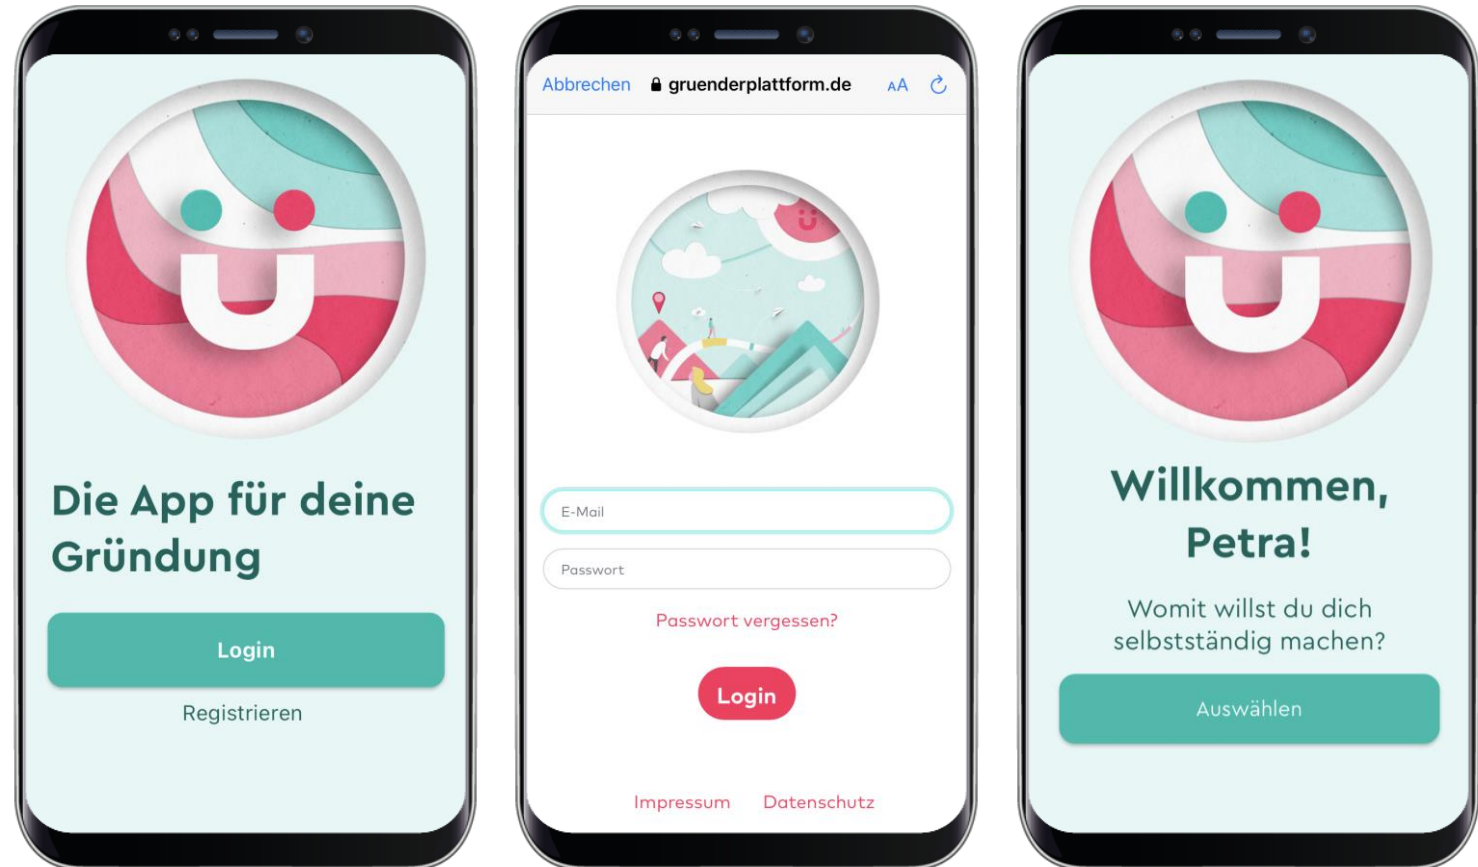 Die App für deine
Gründung
Login
Registrieren
Abbrechen gruenderplattform.de AA
E-Mail
Passwort
Passwort vergessen?
Login
Impressum Datenschutz
Willkommen,
Petra!
Womit willst du dich
selbstständig machen?
Auswählen